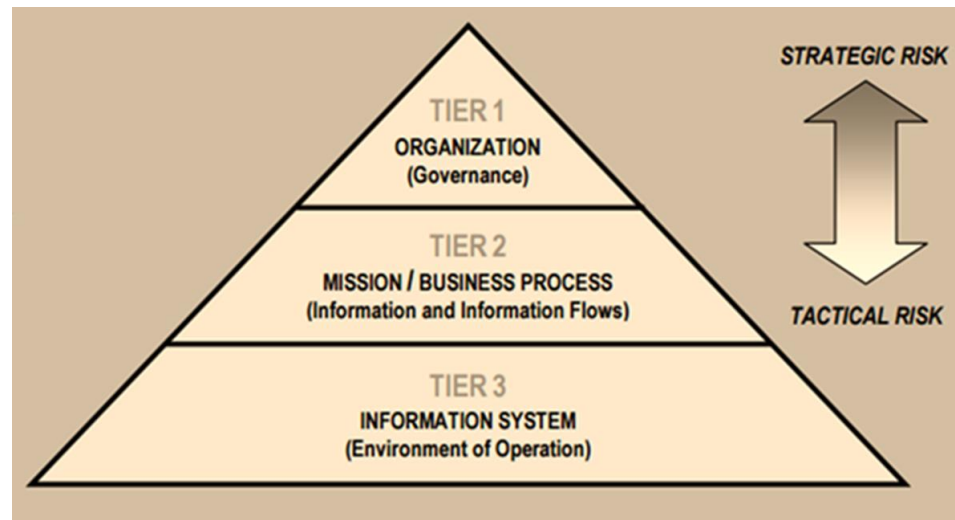 STRATEGIC RISK
TIER 1
ORGANIZATION
(Governance)
TIER 2
MISSION / BUSINESS PROCESS
(Information and Information Flows)
TACTICAL RISK
TIER 3
INFORMATION SYSTEM
(Environment of Operation)